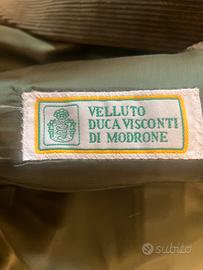 VELLUTO
DUCA VISCONTI
DI MODRONE
subito